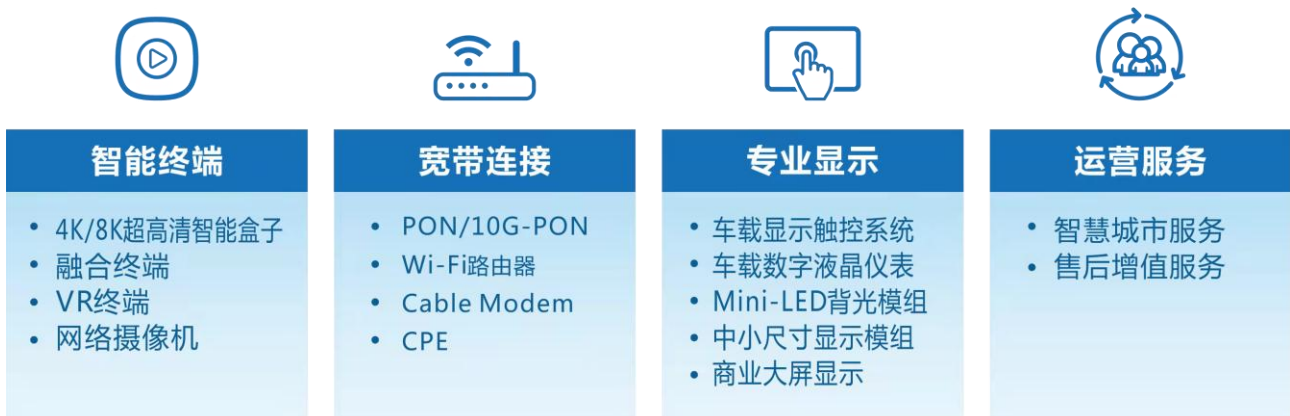 智能终端
• 4K/8K超高清智能盒子
• 融合终端
• VR终端
• 网络摄像机
宽带连接
• PON/10G-PON
• Wi-Fi路由器
• Cable Modem
• CPE
专业显示
• 车载显示触控系统
• 车载数字液晶仪表
• Mini-LED背光模组
• 中小尺寸显示模组
• 商业大屏显示
运营服务
• 智慧城市服务
• 售后增值服务